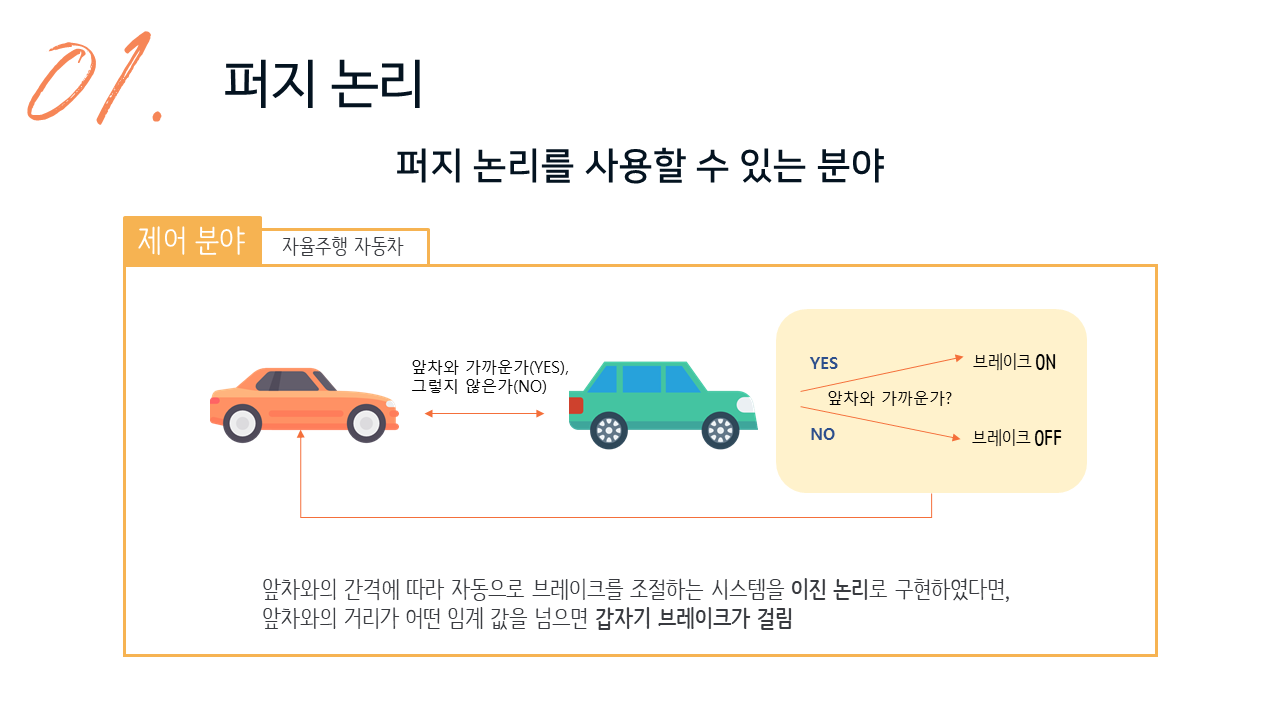 01.
퍼지 논리
퍼지 논리를 사용할 수 있는 분야
제어 분야
자율주행 자동차
앞차와 가까운가(YES),
그렇지 않은가(NO)
YES
브레이크 ON
앞차와 가까운가?
NO
브레이크 OFF
앞차와의 간격에 따라 자동으로 브레이크를 조절하는 시스템을 이진 논리로 구현하였다면,
앞차와의 거리가 어떤 임계 값을 넘으면 갑자기 브레이크가 걸림